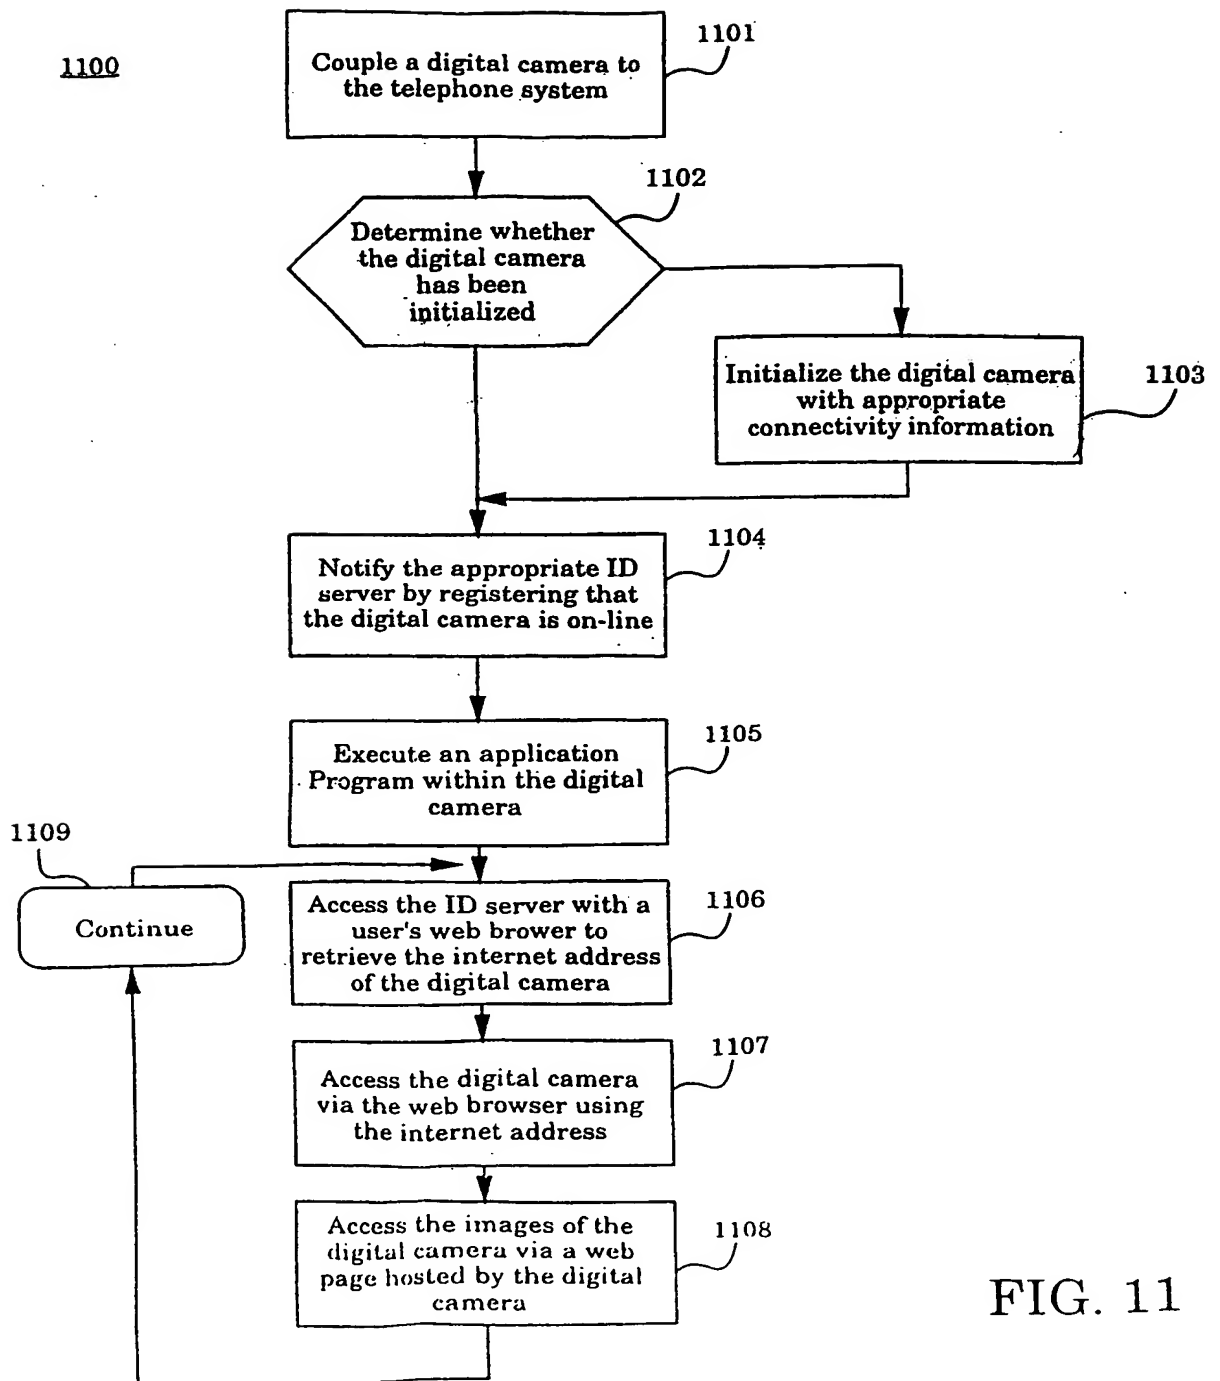 1100
1101
Couple a digital camera to
the telephone system
1102
Determine whether
the digital camera
has been
initialized
Initialize the digital camera
with appropriate
connectivity information
1103
1104
Notify the appropriate ID
server by registering that
the digital camera is on-line
1105
Execute an application
Program within the digital
camera
1109
Continue
1106
Access the ID server with a
user's web brower to
retrieve the internet address
of the digital camera
1107
Access the digital camera
via the web browser using
the internet address
1108
Access the images of the
digital camera via a web
page hosted by the digital
camera
FIG. 11